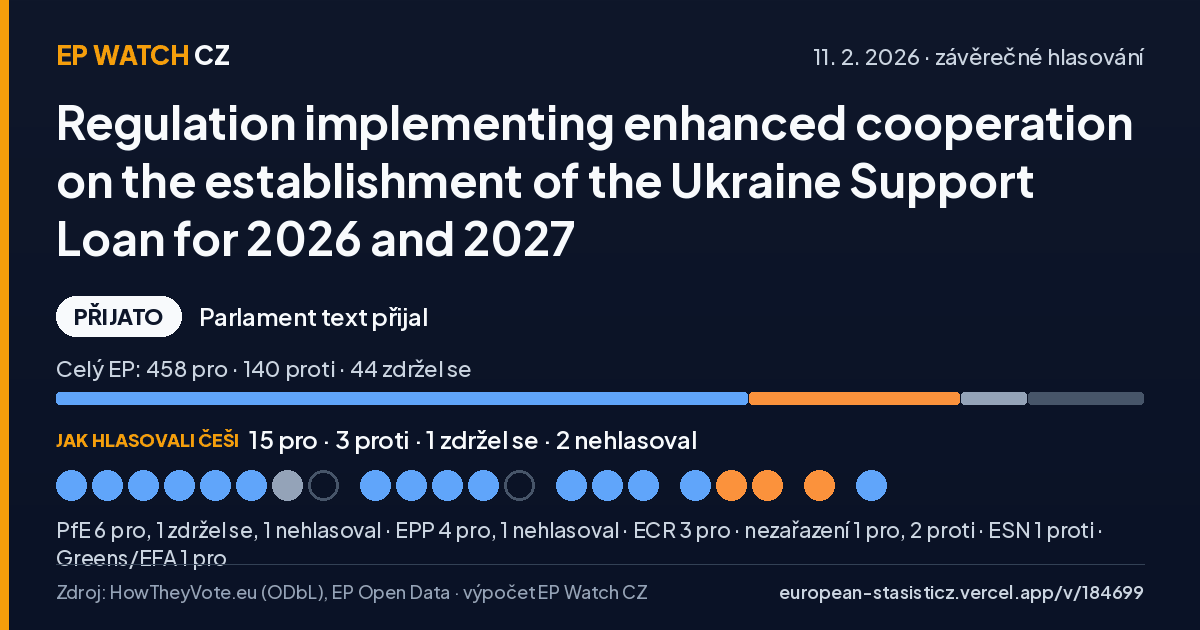 EP WATCH CZ
11. 2. 2026 · závěrečné hlasování
Regulation implementing enhanced cooperation
on the establishment of the Ukraine Support
Loan for 2026 and 2027
PŘIJATO Parlament text přijal
Celý EP: 458 pro · 140 proti · 44 zdržel se
JAK HLASOVALI ČEŠI 15 pro · 3 proti · 1 zdržel se · 2 nehlasoval
PfE 6 pro, 1 zdržel se, 1 nehlasoval · EPP 4 pro, 1 nehlasoval · ECR 3 pro · nezařazení 1 pro, 2 proti · ESN 1 proti ·
Greens/EFA 1 pro
Zdroj: HowTheyVote.eu (ODbL), EP Open Data · výpočet EP Watch CZ
european-stasisticz.vercel.app/v/184699